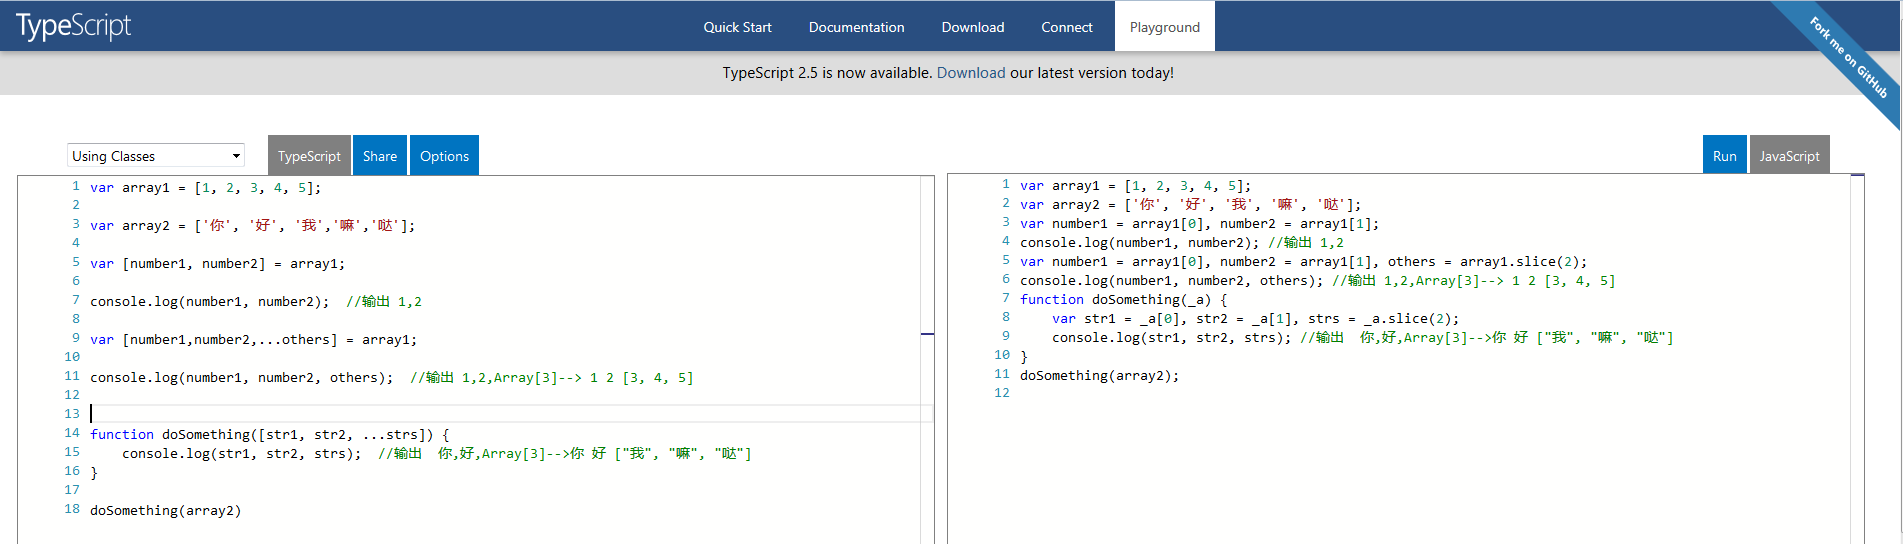 TypeScript
Quick Start
Documentation
Download
Connect
Playground
Fork me on GitHub
TypeScript 2.5 is now available. Download our latest version today!
Using Classes
TypeScript
Share
Options
Run
JavaScript
1 var array1 = [1, 2, 3, 4, 5];
2
3 var array2 = ['你', '好', '我','嘛','哒'];
4
5 var [number1, number2] = array1;
6
7 console.log(number1, number2);  //输出 1,2
8
9 var [number1,number2,...others] = array1;
10
11 console.log(number1, number2, others);  //输出 1,2,Array[3]--> 1 2 [3, 4, 5]
12
13
14 function doSomething([str1, str2, ...strs]) {
15     console.log(str1, str2, strs);  //输出  你,好,Array[3]-->你 好 ["我", "嘛", "哒"]
16 }
17
18 doSomething(array2)
1 var array1 = [1, 2, 3, 4, 5];
2 var array2 = ['你', '好', '我', '嘛', '哒'];
3 var number1 = array1[0], number2 = array1[1];
4 console.log(number1, number2); //输出 1,2
5 var number1 = array1[0], number2 = array1[1], others = array1.slice(2);
6 console.log(number1, number2, others); //输出 1,2,Array[3]--> 1 2 [3, 4, 5]
7 function doSomething(_a) {
8     var str1 = _a[0], str2 = _a[1], strs = _a.slice(2);
9     console.log(str1, str2, strs); //输出  你,好,Array[3]-->你 好 ["我", "嘛", "哒"]
10 }
11 doSomething(array2);
12